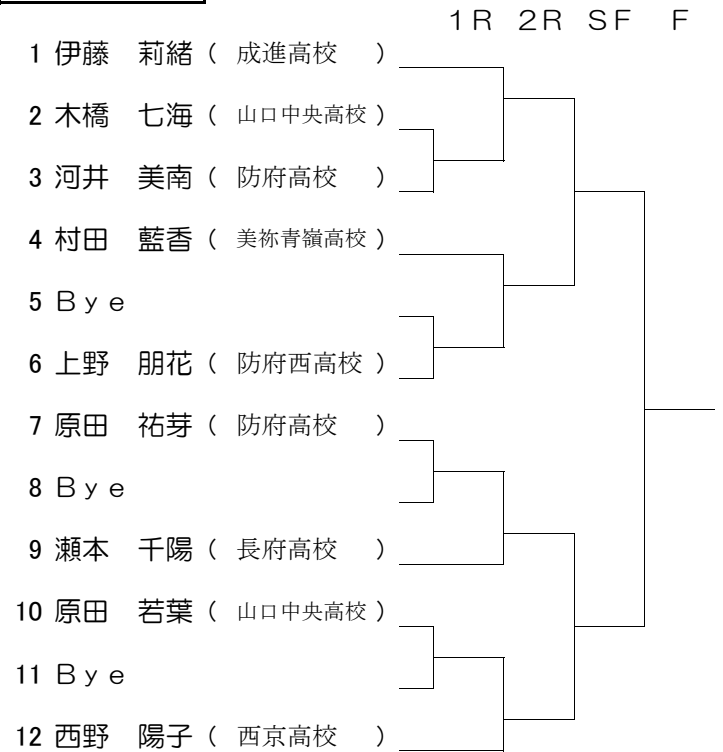 1R 2R SF F
1 伊藤 莉緒 ( 成進高校 )
2 木橋 七海 ( 山口中央高校 )
3 河井 美南 ( 防府高校 )
4 村田 藍香 ( 美祢青嶺高校 )
5 Bye
6 上野 朋花 ( 防府西高校 )
7 原田 祐芽 ( 防府高校 )
8 Bye
9 瀬本 千陽 ( 長府高校 )
10 原田 若葉 ( 山口中央高校 )
11 Bye
12 西野 陽子 ( 西京高校 )